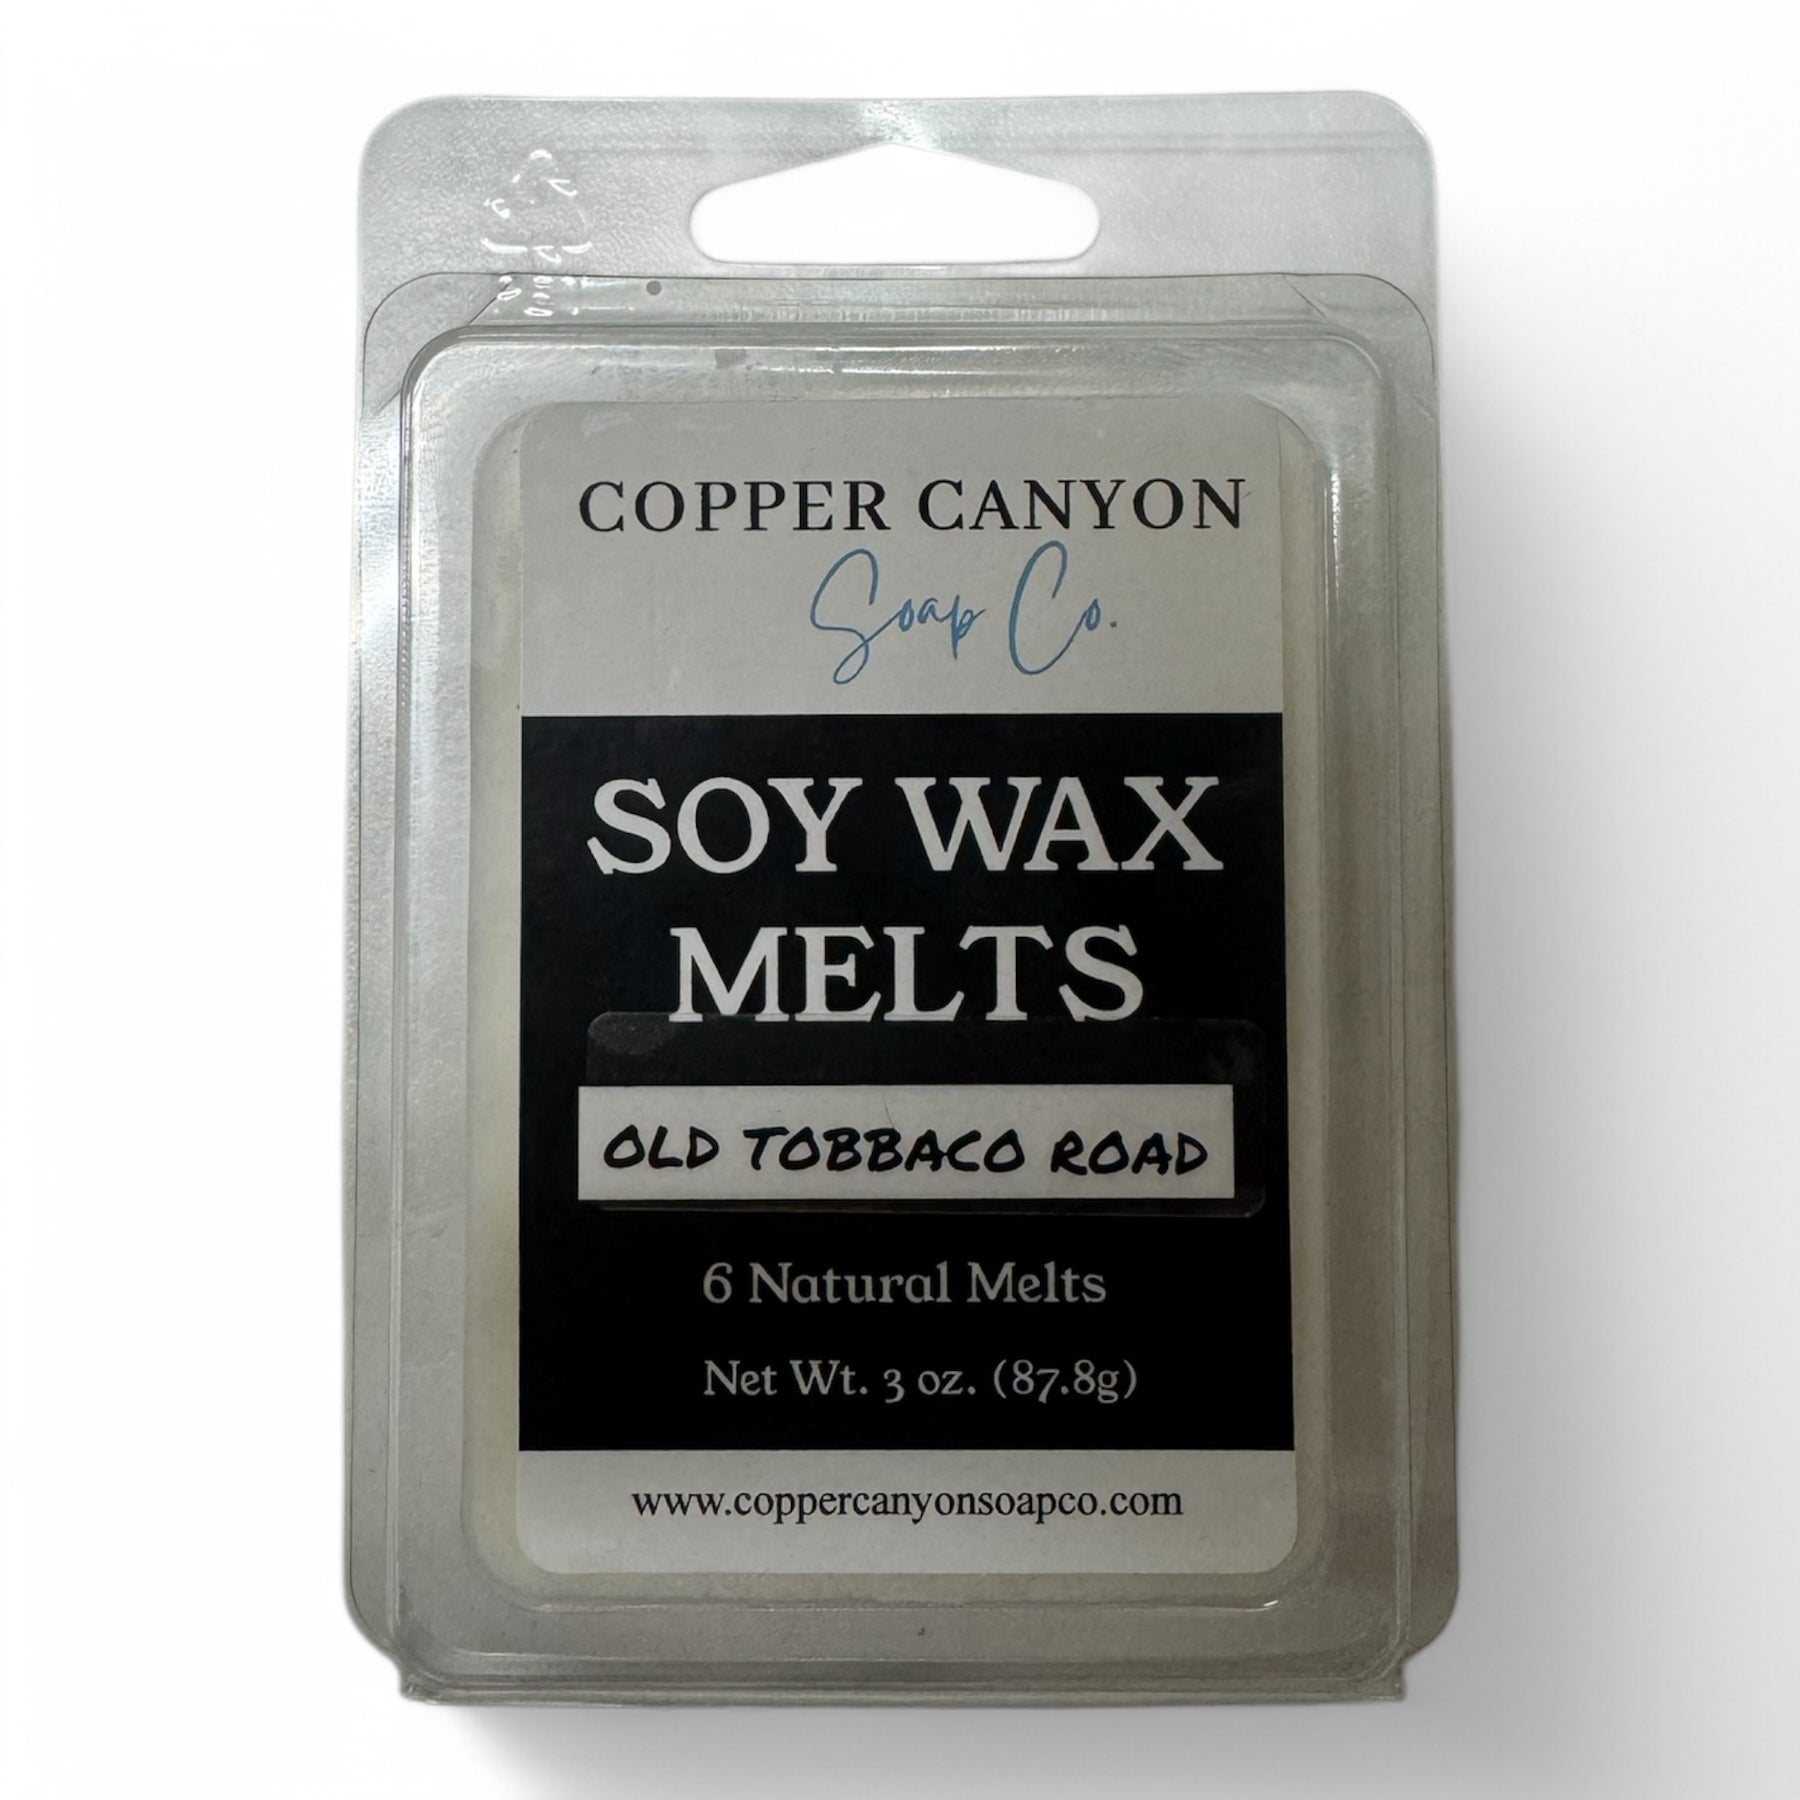 COPPER CANYON
Soap Co.
SOY WAX
MELTS
OLD TOBBACO ROAD
6 Natural Melts
Net Wt. 3 oz. (87.8g)
www.coppercanyonsoapco.com